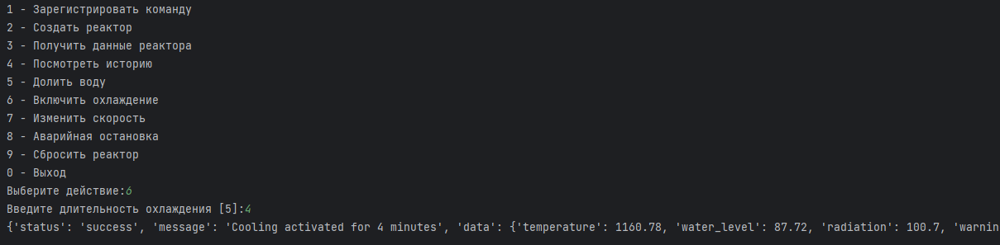 1 - Зарегистрировать команду
2 - Создать реактор
3 - Получить данные реактора
4 - Посмотреть историю
5 - Долить воду
6 - Включить охлаждение
7 - Изменить скорость
8 - Аварийная остановка
9 - Сбросить реактор
0 - Выход
Выберите действие:6
Введите длительность охлаждения [5]:4
{'status': 'success', 'message': 'Cooling activated for 4 minutes', 'data': {'temperature': 1160.78, 'water_level': 87.72, 'radiation': 100.7, 'warnin